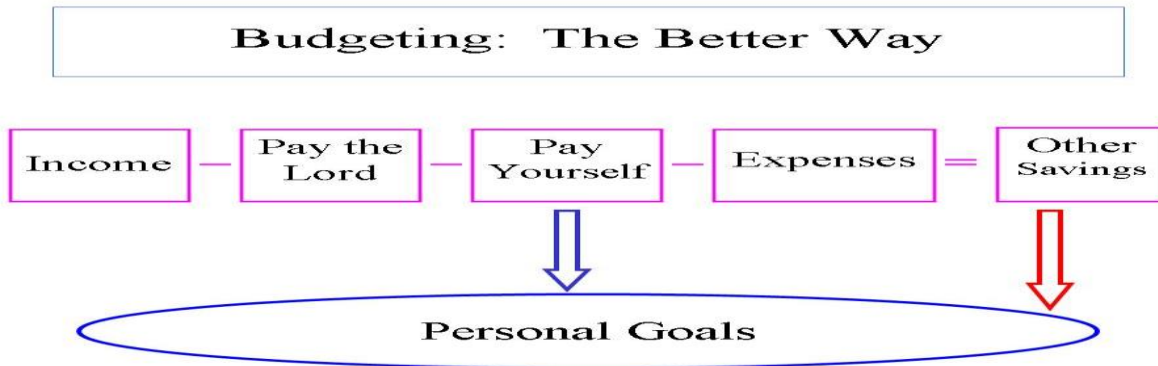 Budgeting: The Better Way
Income
Pay the
Lord
Pay
Yourself
Expenses
Other
Savings
Personal Goals